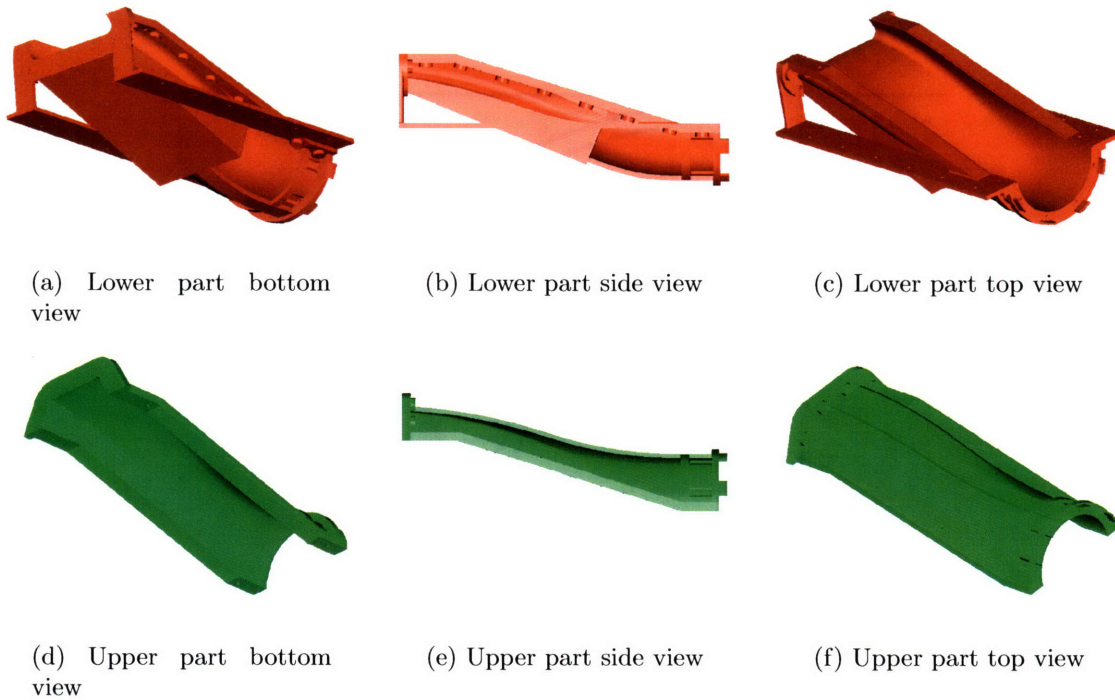 (a) Lower part bottom
view
(b) Lower part side view
(c) Lower part top view
(d) Upper part bottom
view
(e) Upper part side view
(f) Upper part top view